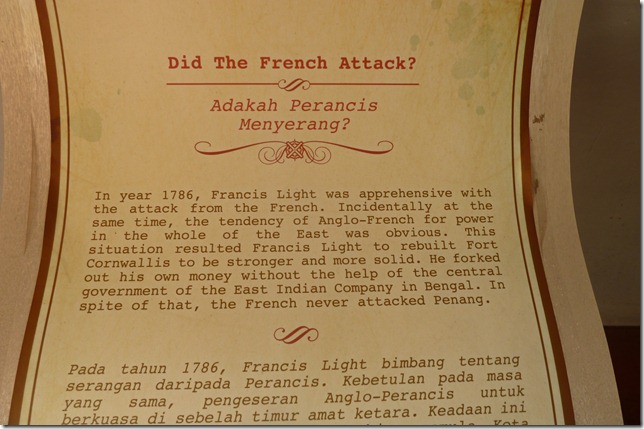 Did The French Attack?
Adakah Perancis
Menyerang?
In year 1786, Francis Light was apprehensive with
the attack from the French. Incidentally at the
same time, the tendency of Anglo-French for power
in the whole of the East was obvious. This
situation resulted Francis Light to rebuilt Fort
Cornwallis to be stronger and more solid. He forked
out his own money without the help of the central
government of the East Indian Company in Bengal. In
spite of that, the French never attacked Penang.
Pada tahun 1786, Francis Light bimbang tentang
serangan daripada Perancis. Kebetulan pada masa
yang sama, pengeseran Anglo-Perancis untuk
berkuasa di sebelah timur amat ketara. Keadaan ini
Kota